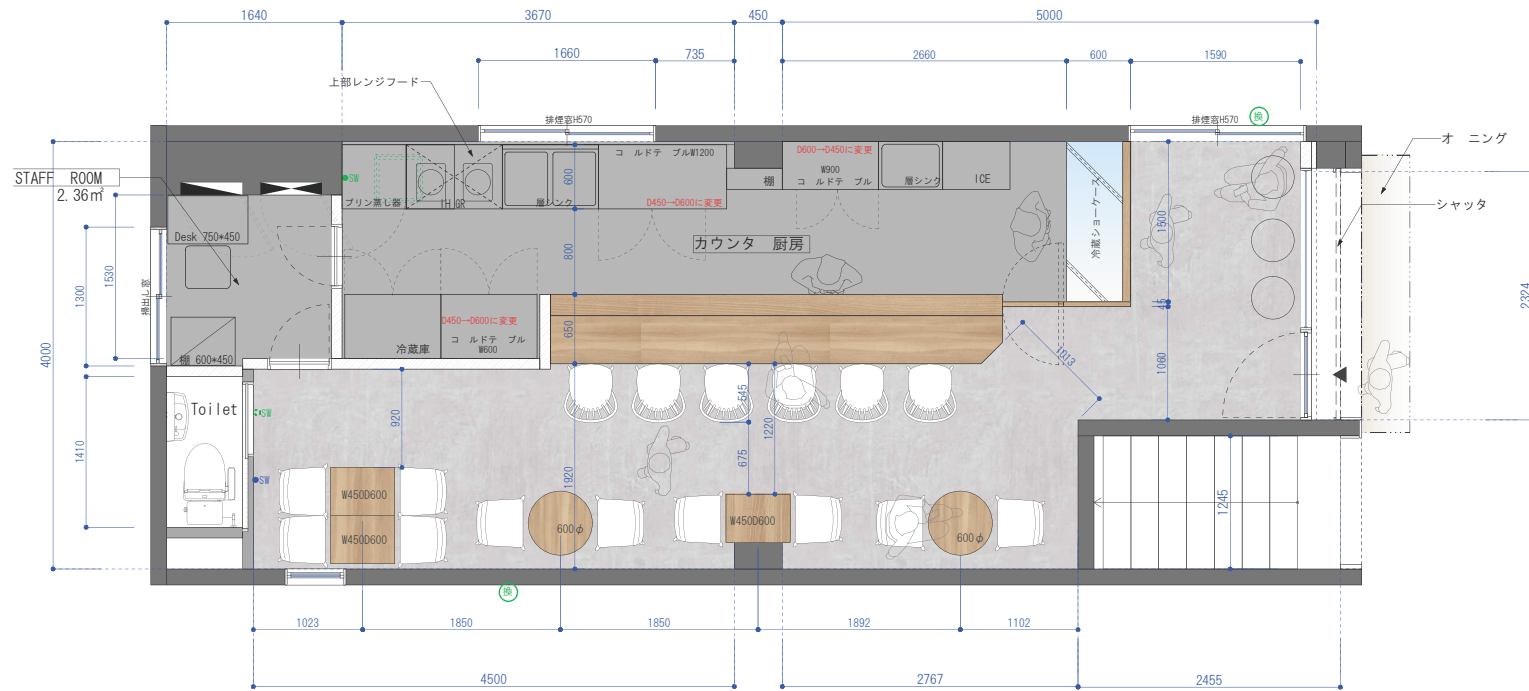 1640
3670
450
5000
1660
735
2660
600
1590
上部レンジフード
排煙窓H570
排煙窓H570
換
オ ニング
シャッタ
STAFF ROOM
2.36㎡
SW
プリン蒸し器
IH GR
層シンク
コ ルドテ ブルW1200
D450→D600に変更
600
棚
D600→D450に変更
W900
コ ルドテ ブル
層シンク
ICE
冷蔵ショーケース
1500
45
1060
2324
Desk 750*450
カウンタ 厨房
800
掃出し窓
1300
1530
4000
1410
棚 600*450
冷蔵庫
D450→D600に変更
コ ルドテ ブル
W600
650
1013
Toilet
SW
SW
920
545
1220
675
1920
W450D600
W450D600
600φ
W450D600
600φ
1245
換
1023
1850
1850
1892
1102
4500
2767
2455